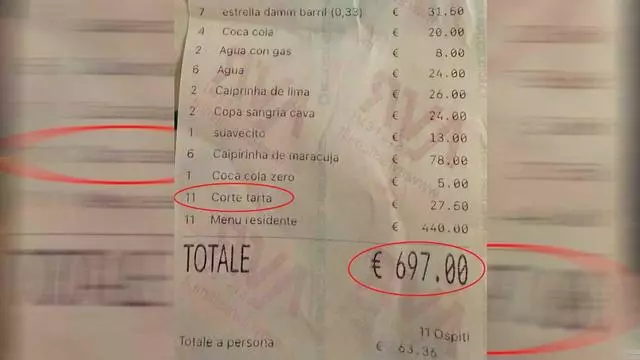 7 estrella damm barril (0,33) € 31.50
4 Coca cola € 20.00
2 Agua con gas € 8.00
6 Agua € 24.00
2 Caiprinha de lima € 26.00
2 Copa sangria cava € 24.00
1 suavecito € 13.00
6 Caipirinha de maracuja € 78.00
1 Coca cola zero € 5.00
11 Corte tarta € 27.50
11 Menu residente € 440.00
TOTALE € 697.00
11 Ospiti
Totale a persona € 63.36